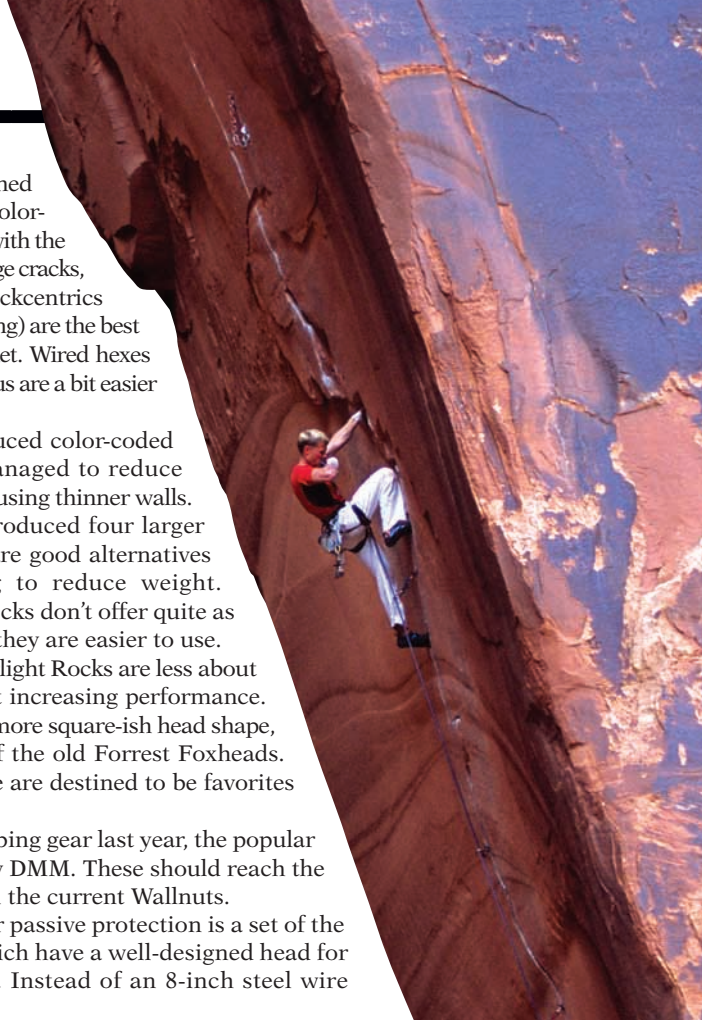 ned
olor-
with the
ge cracks,
ckcentrics
ng) are the best
et. Wired hexes
us are a bit easier
uced color-coded
anaged to reduce
using thinner walls.
roduced four larger
re good alternatives
g to reduce weight.
cks don't offer quite as
they are easier to use.
light Rocks are less about
t increasing performance.
more square-ish head shape,
f the old Forrest Foxheads.
e are destined to be favorites
ping gear last year, the popular
y DMM. These should reach the
the current Wallnuts.
r passive protection is a set of the
hich have a well-designed head for
. Instead of an 8-inch steel wire